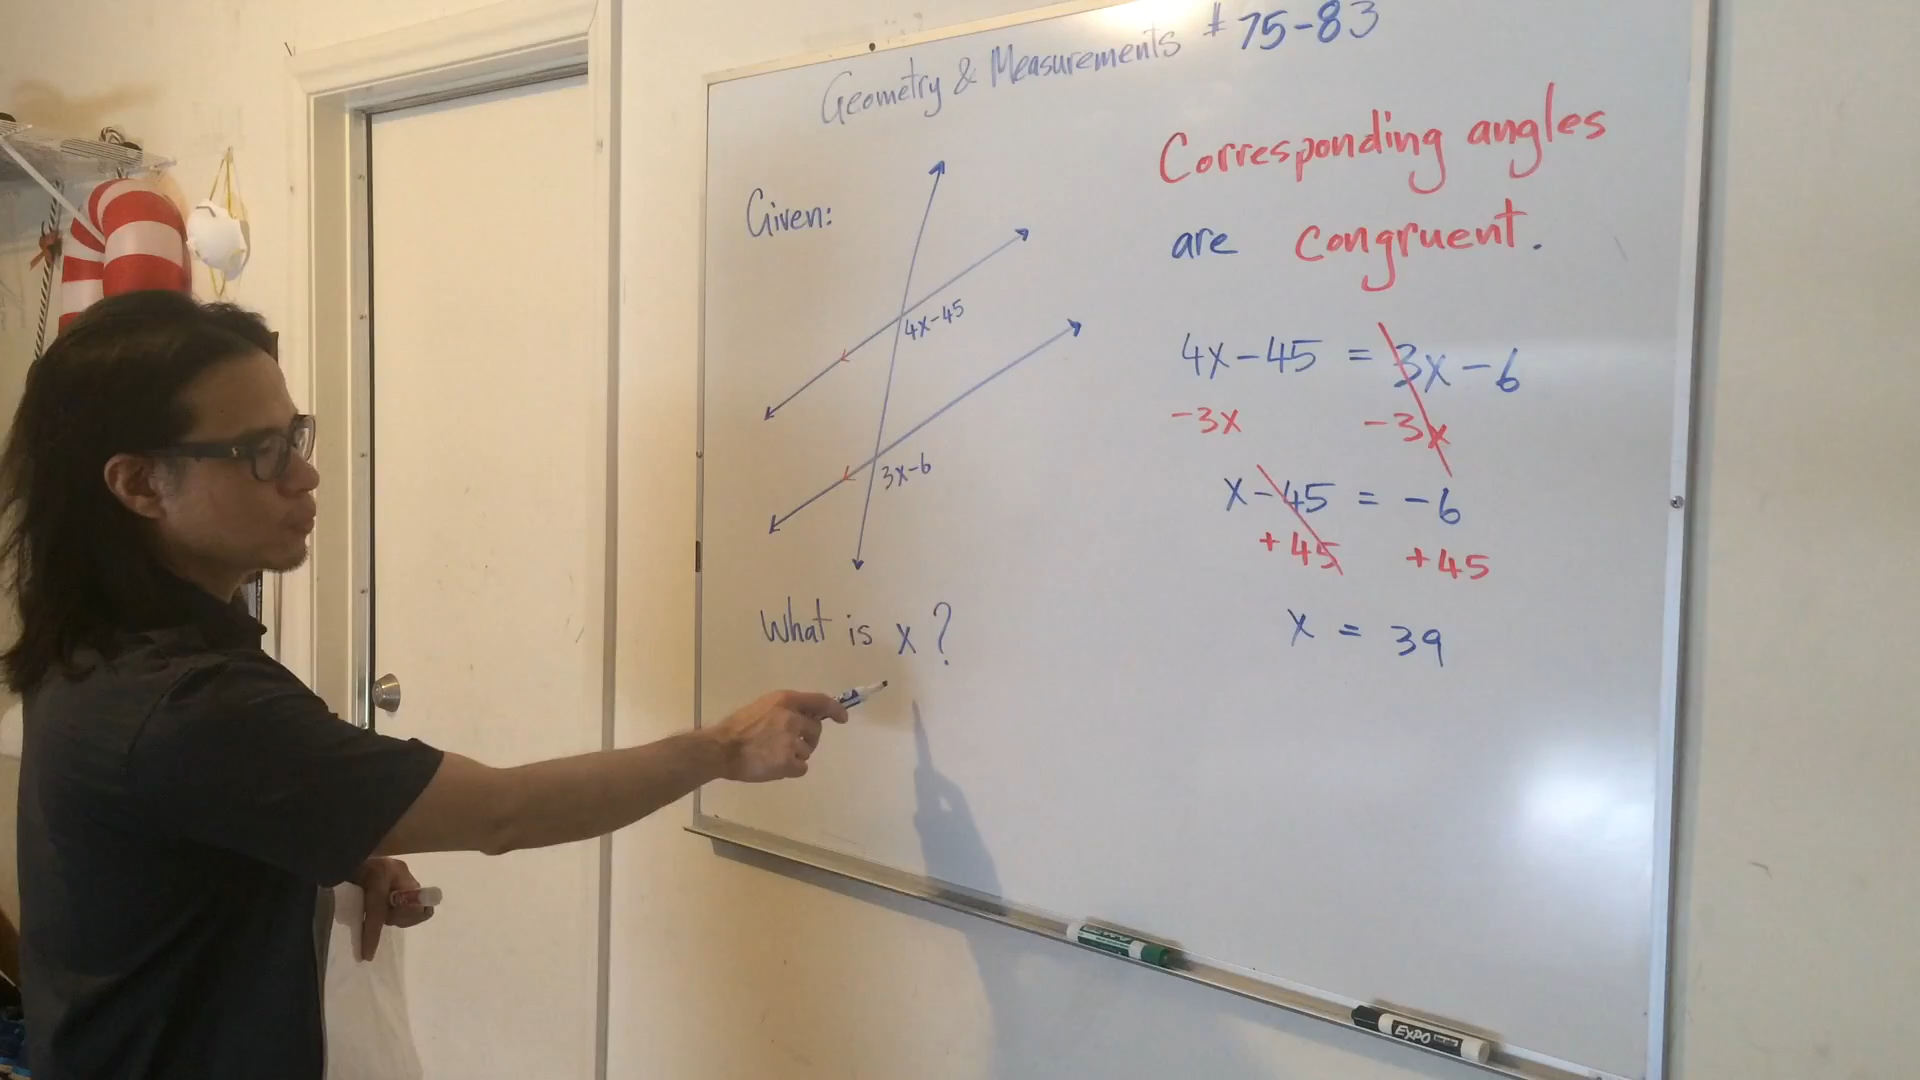 Geometry & Measurements # 75-83
Given:
4x-45
3x-6
What is x?
Corresponding angles
are congruent.
4x-45 = 3x-6
-3x -3x
x-45 = -6
+45 +45
x = 39
EXPO